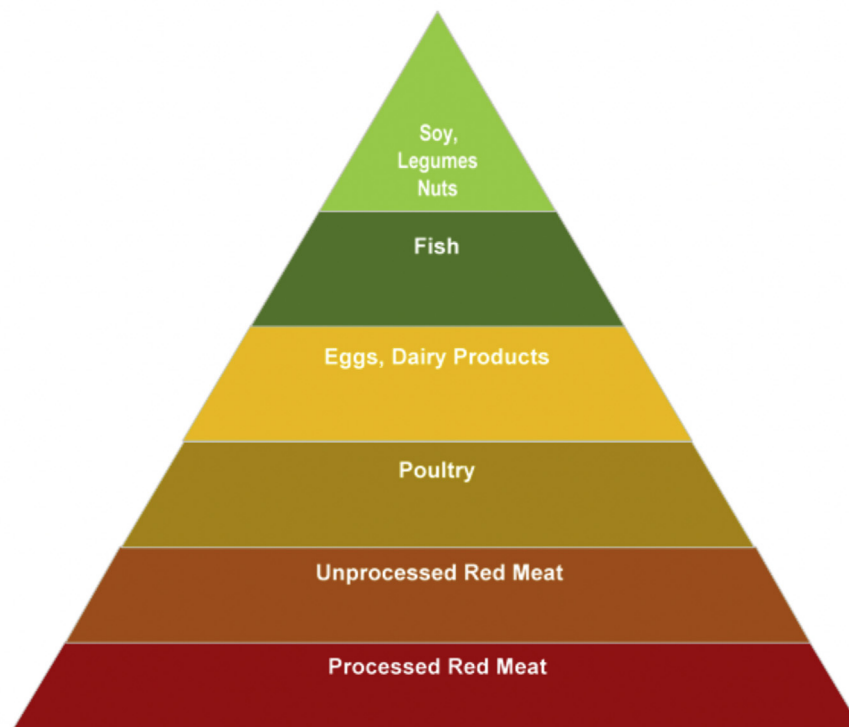 Soy,
Legumes
Nuts
Fish
Eggs, Dairy Products
Poultry
Unprocessed Red Meat
Processed Red Meat